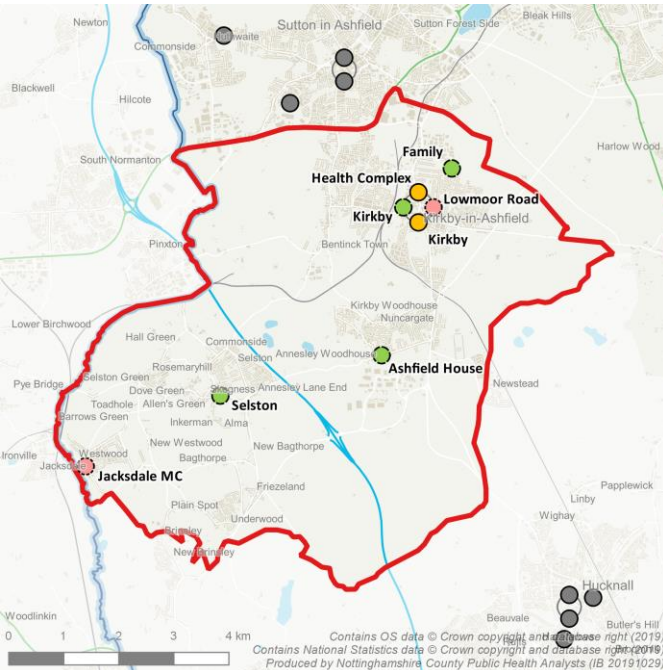 Newton
Sutton in Ashfield
Sutton Forest Side
Bleak Hills
Commonside
Blackwell
Hilcote
Harlow Wood
South Normanton
Family
Health Complex
Lowmoor Road
Kirkby
Kirkby-in-Ashfield
Kirkby
Pinxton
Bentinck Town
Kirkby Woodhouse
Nuncargate
Lower Birchwood
Hall Green
Commonside
Selston
Annesley Woodhouse
Rosemaryhill
Ashfield House
Pye Bridge
Selston Green
Newstead
Dove Green
Skegness
Annesley Lane End
Toadhole
Allen's Green
Selston
Barrows Green
Inkerman
Alma
New Westwood
New Bagthorpe
Ironville
Westwood
Bagthorpe
Jacksdale
Jacksdale MC
Friezeland
Papplewick
Plain Spot
Linby
Underwood
Wighay
Brinsley
New Brinsley
Hucknall
Beauvale
Woodlinkin
Butler's Hill
0 1 2 3 4 km
Contains OS data © Crown copyright and database right (2019)
Contains National Statistics data © Crown copyright and database right (2019)
Produced by Nottinghamshire County Public Health Analysts (IB 20191003)